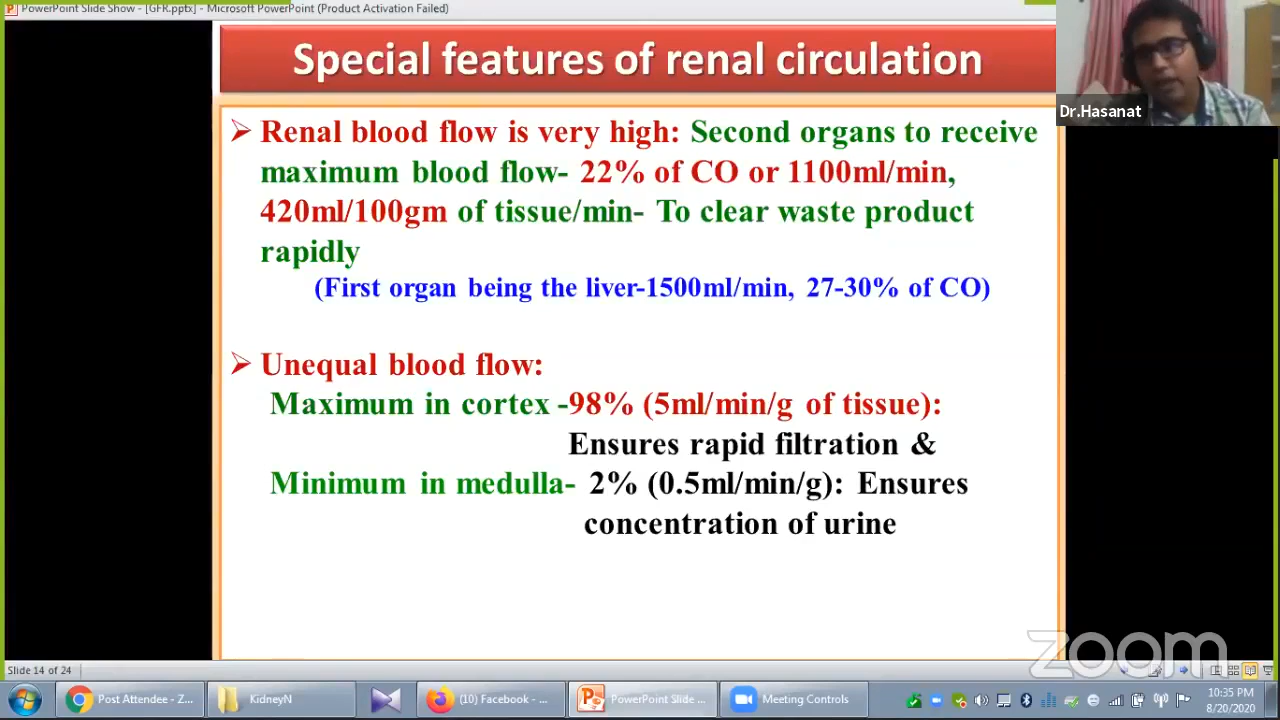 PowerPoint Slide Show - [GFR.pptx] - Microsoft PowerPoint (Product Activation Failed)
Special features of renal circulation
Dr.Hasanat
➢ Renal blood flow is very high: Second organs to receive
maximum blood flow- 22% of CO or 1100ml/min,
420ml/100gm of tissue/min- To clear waste product
rapidly
(First organ being the liver-1500ml/min, 27-30% of CO)
➢ Unequal blood flow:
Maximum in cortex -98% (5ml/min/g of tissue):
Ensures rapid filtration &
Minimum in medulla- 2% (0.5ml/min/g): Ensures
concentration of urine
zoom
Slide 14 of 24
Post Attendee - Z...
KidneyN
(10) Facebook - ...
PowerPoint Slide ...
Meeting Controls
10:35 PM
8/20/2020